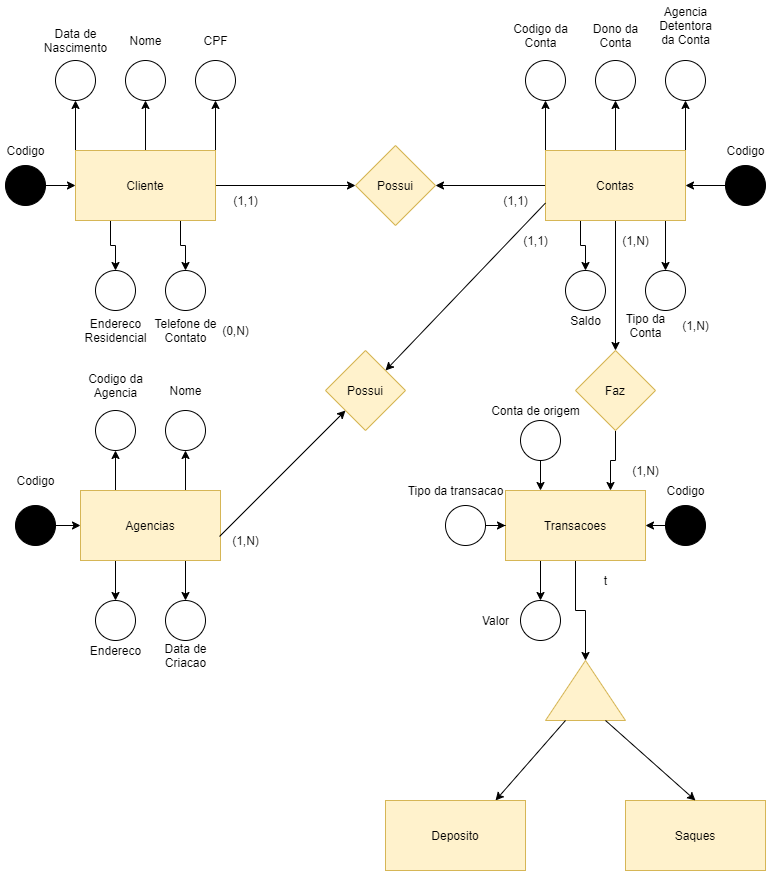 Data de
Nascimento
Nome
CPF
Codigo da
Conta
Dono da
Conta
Agencia
Detentora
da Conta
Codigo
Cliente
(1,1)
Possui
(1,1)
Contas
Codigo
(1,1)
(1,N)
Endereco
Residencial
Telefone de
Contato
(0,N)
Saldo
Tipo da
Conta
(1,N)
Codigo da
Agencia
Nome
Possui
Faz
Conta de origem
Codigo
Agencias
(1,N)
Tipo da transacao
(1,N)
Codigo
Transacoes
t
Endereco
Data de
Criacao
Valor
Deposito
Saques